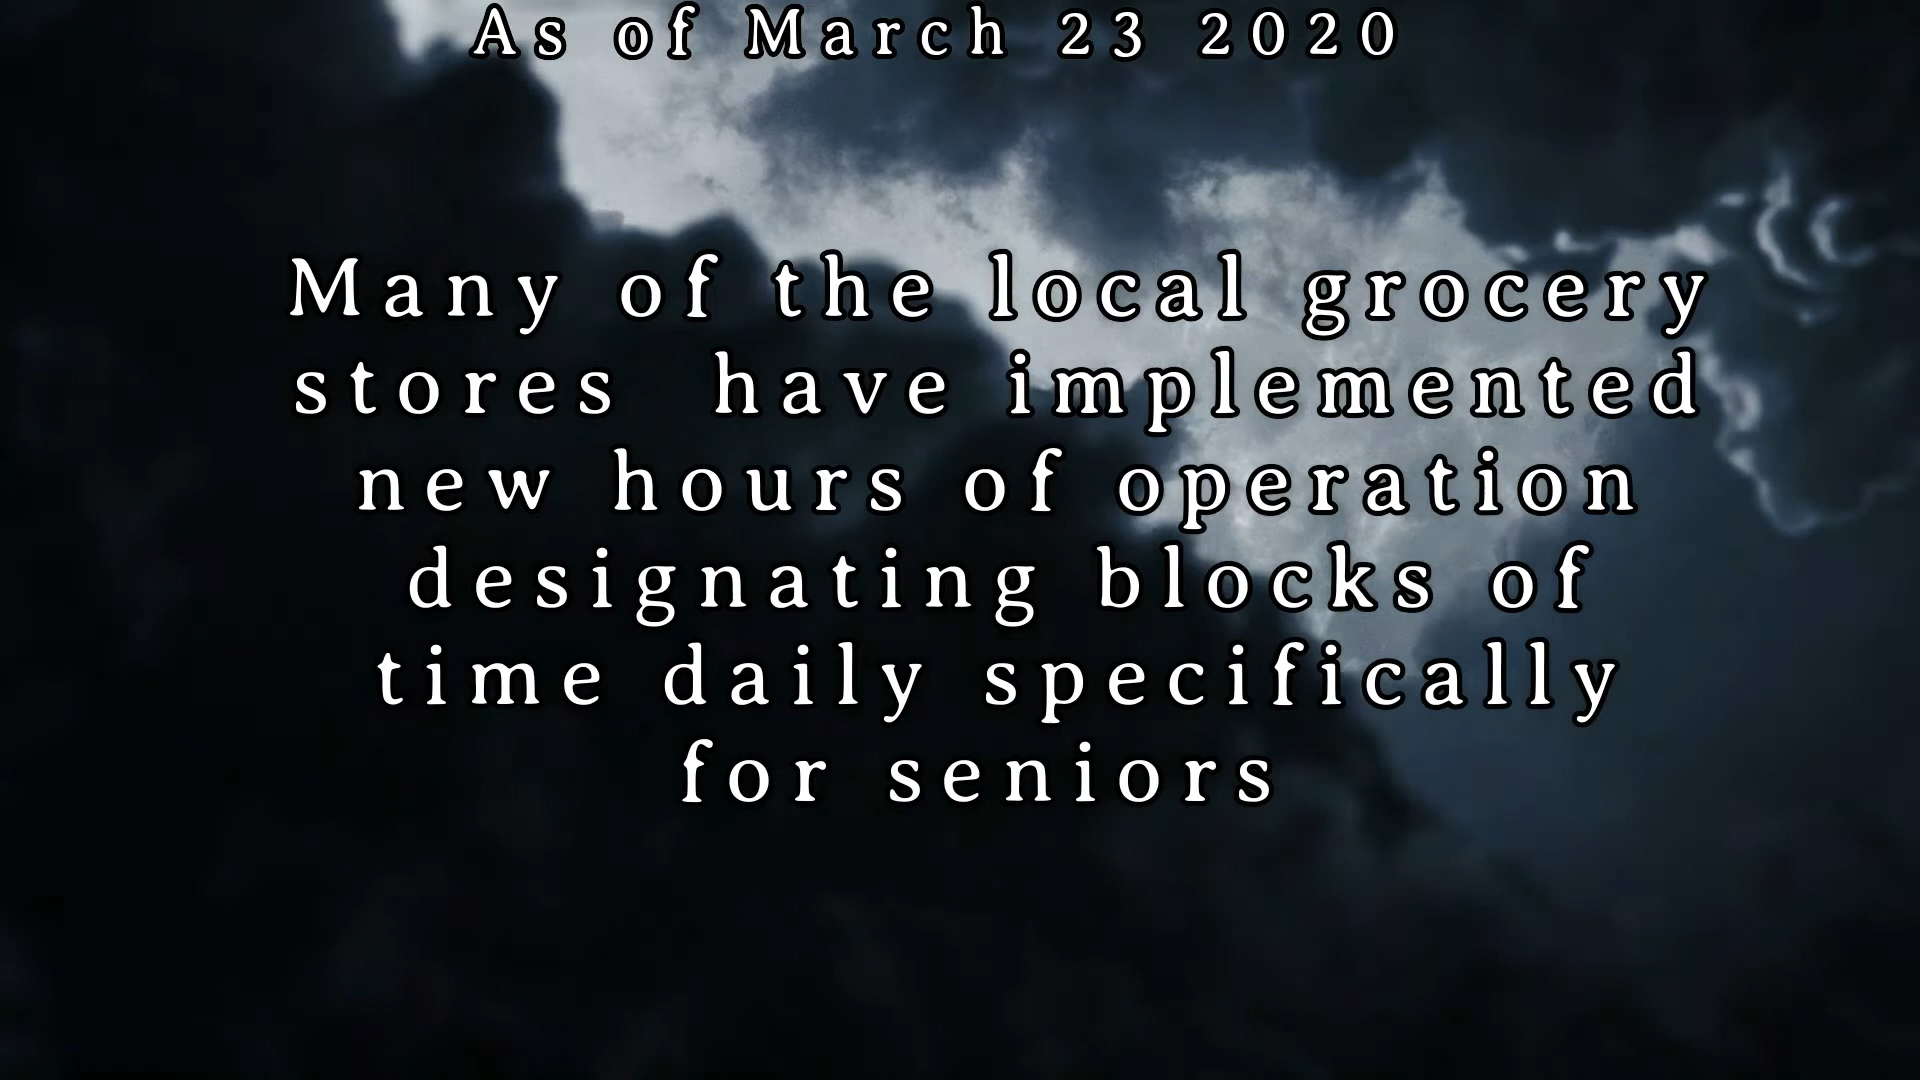 As of March 23 2020
Many of the local grocery
stores have implemented
new hours of operation
designating blocks of
time daily specifically
for seniors